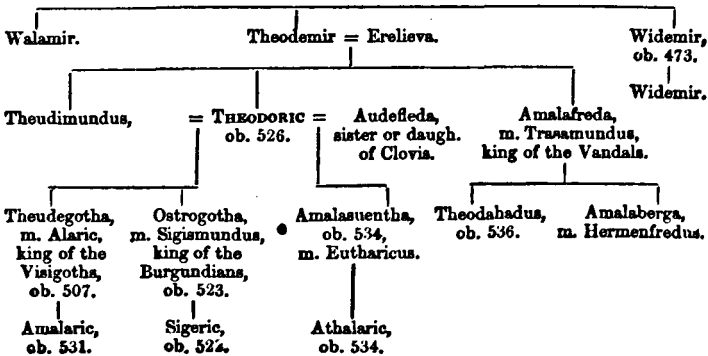 Walamir.
Theodemir = Erelieva.
Widemir,
ob. 473.
Widemir.
Theudimundus,
= THEODORIC =
ob. 526.
Audefleda,
sister or daugh.
of Clovis.
Amalafreda,
m. Trasamundus,
king of the Vandals.
Theudegotha,
m. Alaric,
king of the
Visigoths,
ob. 507.
Ostrogotha,
m. Sigismundus,
king of the
Burgundians,
ob. 523.
Amalasuentha,
ob. 534,
m. Eutharicus.
Theodahadus,
ob. 536.
Amalaberga,
m. Hermenfredus.
Amalaric,
ob. 531.
Sigeric,
ob. 522.
Athalaric,
ob. 534.